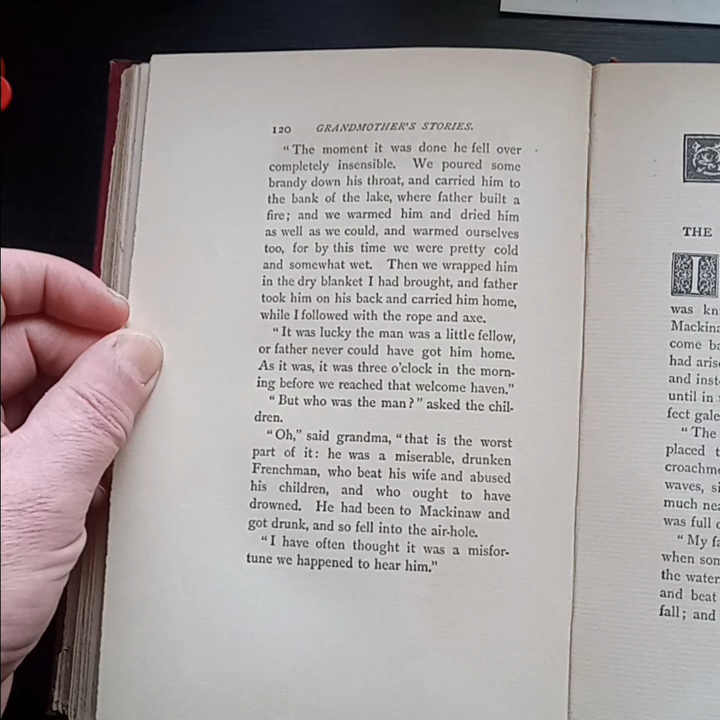 120 GRANDMOTHER'S STORIES.
“The moment it was done he fell over
completely insensible. We poured some
brandy down his throat, and carried him to
the bank of the lake, where father built a
fire; and we warmed him and dried him
as well as we could, and warmed ourselves
too, for by this time we were pretty cold
and somewhat wet. Then we wrapped him
in the dry blanket I had brought, and father
took him on his back and carried him home,
while I followed with the rope and axe.
“It was lucky the man was a little fellow,
or father never could have got him home.
As it was, it was three o'clock in the morn-
ing before we reached that welcome haven.”
“But who was the man?” asked the chil-
dren.
“Oh,” said grandma, “that is the worst
part of it: he was a miserable, drunken
Frenchman, who beat his wife and abused
his children, and who ought to have
drowned. He had been to Mackinaw and
got drunk, and so fell into the air-hole.
“I have often thought it was a misfor-
tune we happened to hear him.”
THE
I
was
Mackina
come
had
and
until in
fect gale
“The
placed
croachme
waves,
much
was full
“My
when
the water
and beat
fall; and